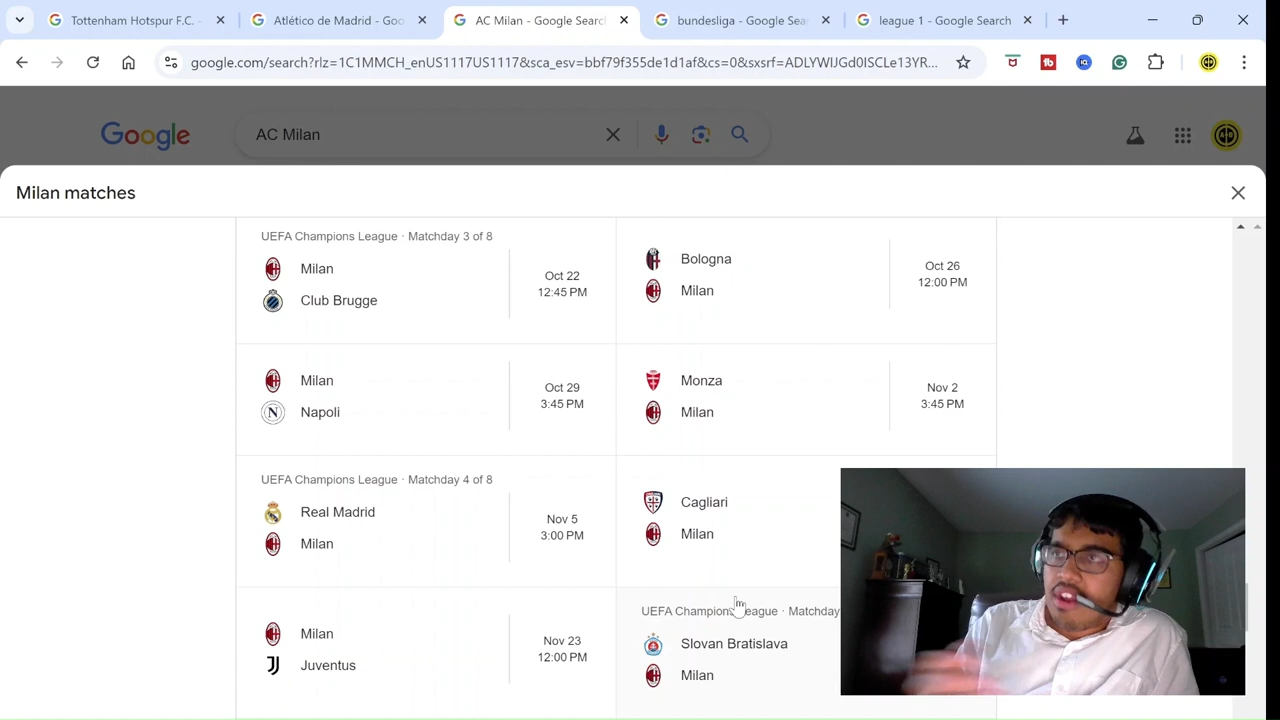 Tottenham Hotspur F.C. -
Atlético de Madrid - Goo
AC Milan - Google Search
bundesliga - Google Sea
league 1 - Google Search
google.com/search?rlz=1C1MMCH_enUS1117US1117&sca_esv=bbf79f355de1d1af&cs=0&sxsrf=ADLYWIJGd0ISCLe13YR...
Google
AC Milan
Milan matches
UEFA Champions League · Matchday 3 of 8
Milan
Club Brugge
Oct 22
12:45 PM
Bologna
Milan
Oct 26
12:00 PM
Milan
Napoli
Oct 29
3:45 PM
Monza
Milan
Nov 2
3:45 PM
UEFA Champions League · Matchday 4 of 8
Real Madrid
Milan
Nov 5
3:00 PM
Cagliari
Milan
Milan
Juventus
Nov 23
12:00 PM
UEFA Champions League · Matchday
Slovan Bratislava
Milan